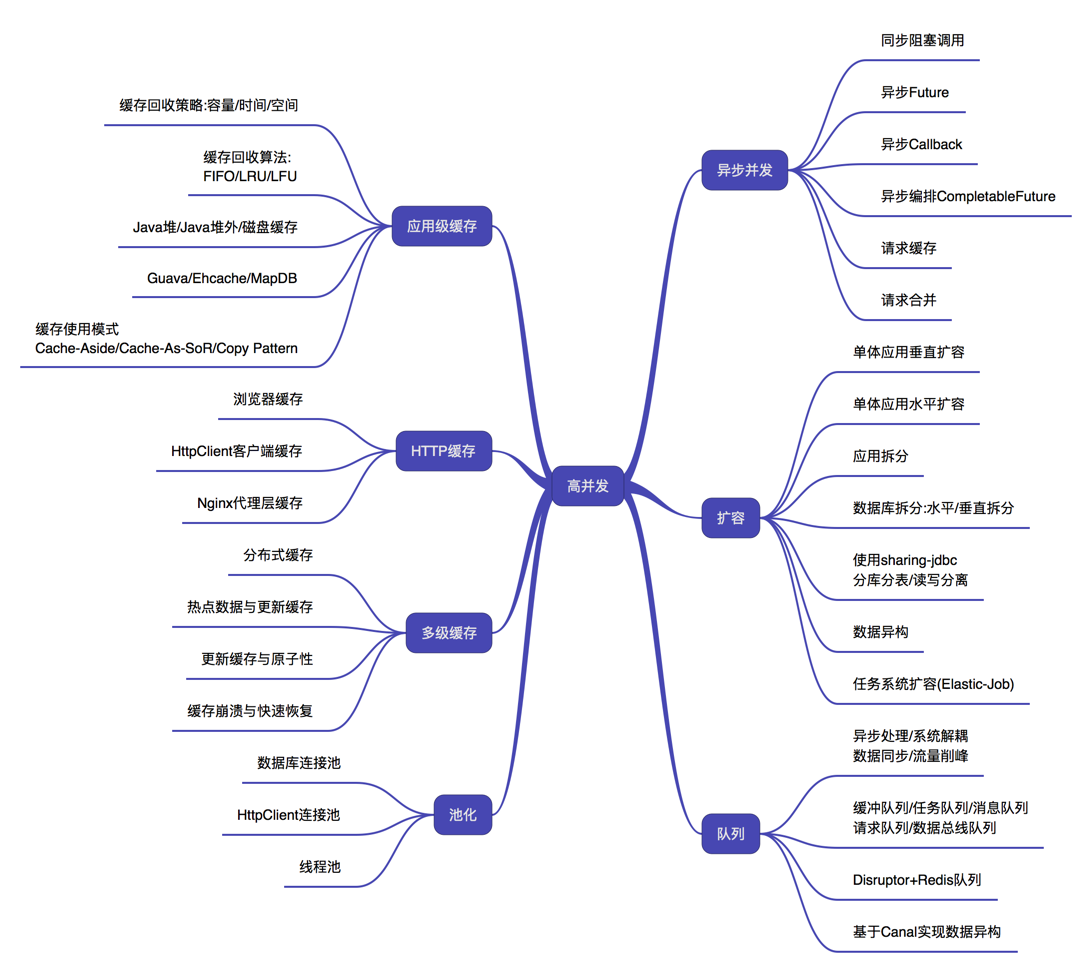 高并发
应用级缓存
缓存回收策略:容量/时间/空间
缓存回收算法:
FIFO/LRU/LFU
Java堆/Java堆外/磁盘缓存
Guava/Ehcache/MapDB
缓存使用模式
Cache-Aside/Cache-As-SoR/Copy Pattern
HTTP缓存
浏览器缓存
HttpClient客户端缓存
Nginx代理层缓存
多级缓存
分布式缓存
热点数据与更新缓存
更新缓存与原子性
缓存崩溃与快速恢复
池化
数据库连接池
HttpClient连接池
线程池
异步并发
同步阻塞调用
异步Future
异步Callback
异步编排CompletableFuture
请求缓存
请求合并
扩容
单体应用垂直扩容
单体应用水平扩容
应用拆分
数据库拆分:水平/垂直拆分
使用sharing-jdbc
分库分表/读写分离
数据异构
任务系统扩容(Elastic-Job)
队列
异步处理/系统解耦
数据同步/流量削峰
缓冲队列/任务队列/消息队列
请求队列/数据总线队列
Disruptor+Redis队列
基于Canal实现数据异构